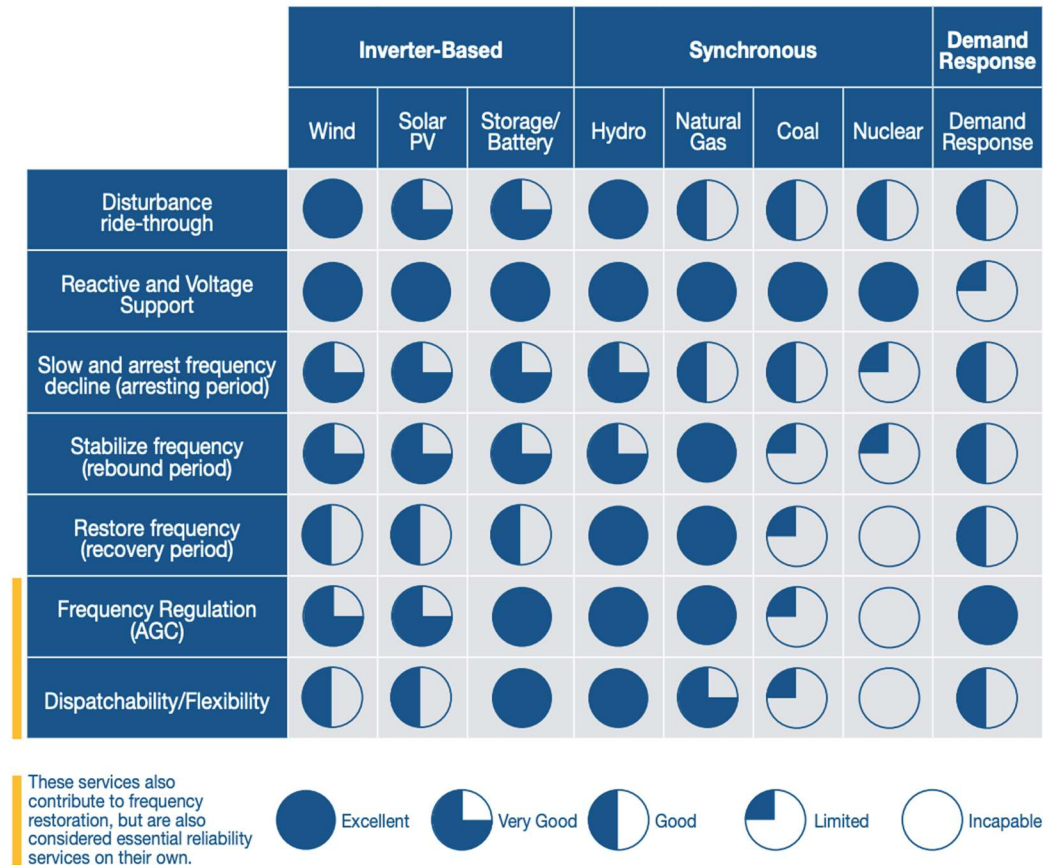 Inverter-Based
Synchronous
Demand
Response
Wind
Solar
PV
Storage/
Battery
Hydro
Natural
Gas
Coal
Nuclear
Demand
Response
Disturbance
ride-through
Reactive and Voltage
Support
Slow and arrest frequency
decline (arresting period)
Stabilize frequency
(rebound period)
Restore frequency
(recovery period)
Frequency Regulation
(AGC)
Dispatchability/Flexibility
These services also
contribute to frequency
restoration, but are also
considered essential reliability
services on their own.
Excellent
Very Good
Good
Limited
Incapable